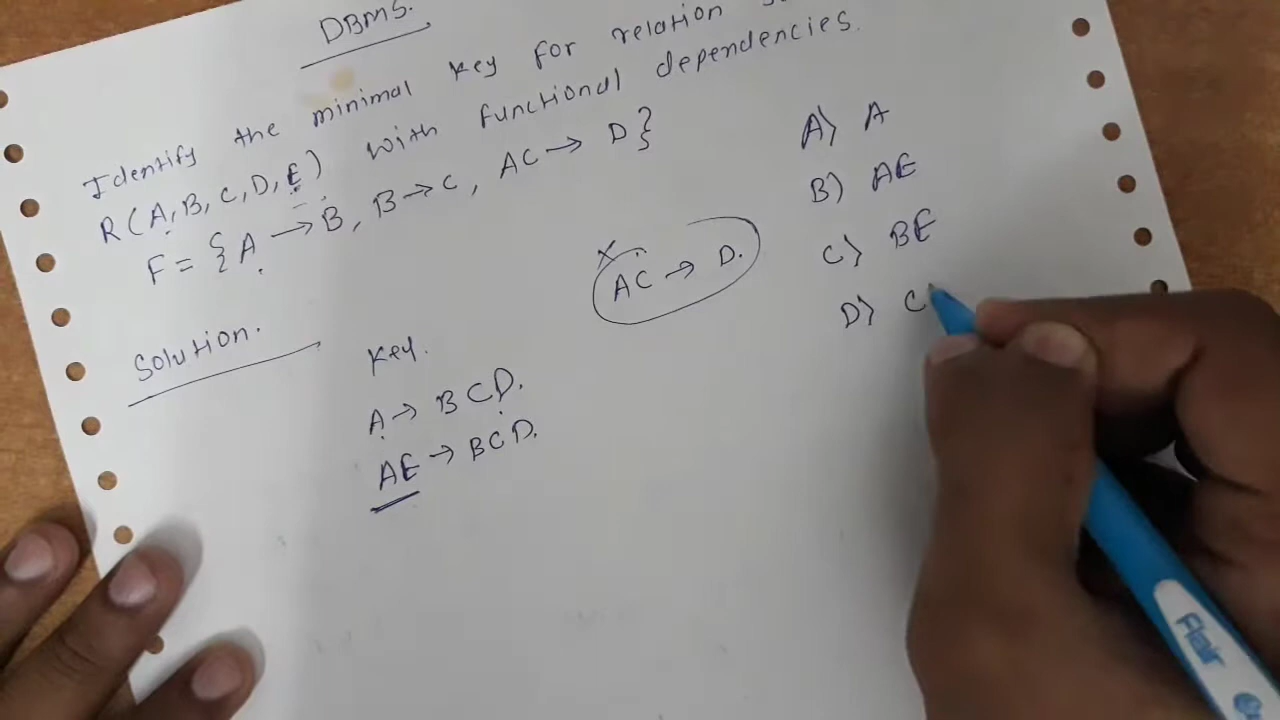 DBMS.
Identify the minimal key for relation
R(A,B,C,D,E) with functional dependencies.
F = {A → B, B → C, AC → D}
A) A
B) AE
C) BE
D) C
AC → D.
Solution.
Key.
A → BCD.
AE → BCD.
Flair